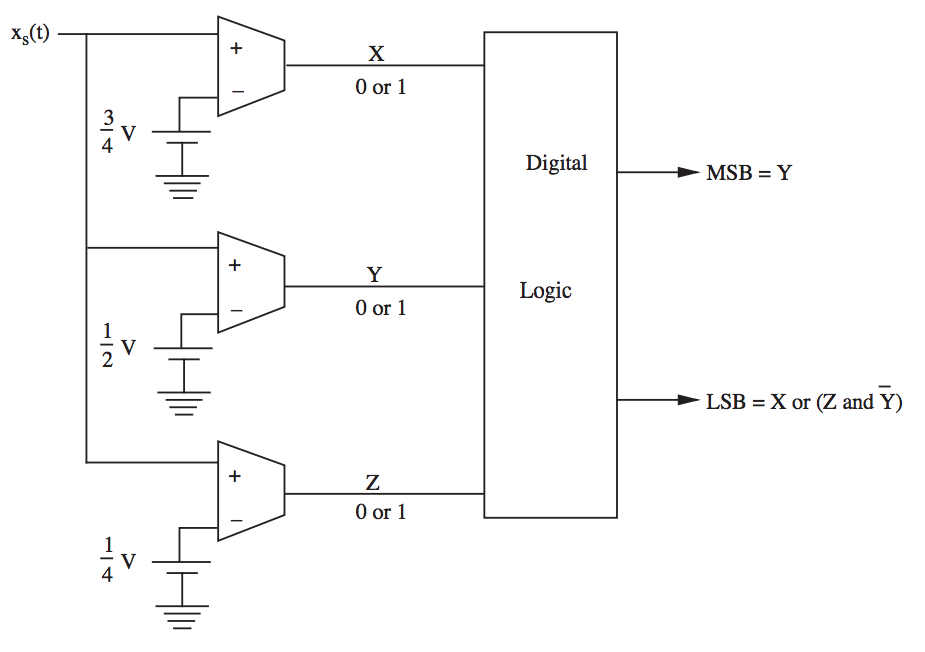 xs(t)
+
−
X
0 or 1
3/4 V
Digital
MSB = Y
+
−
Y
0 or 1
Logic
1/2 V
LSB = X or (Z and Y̅)
+
−
Z
0 or 1
1/4 V